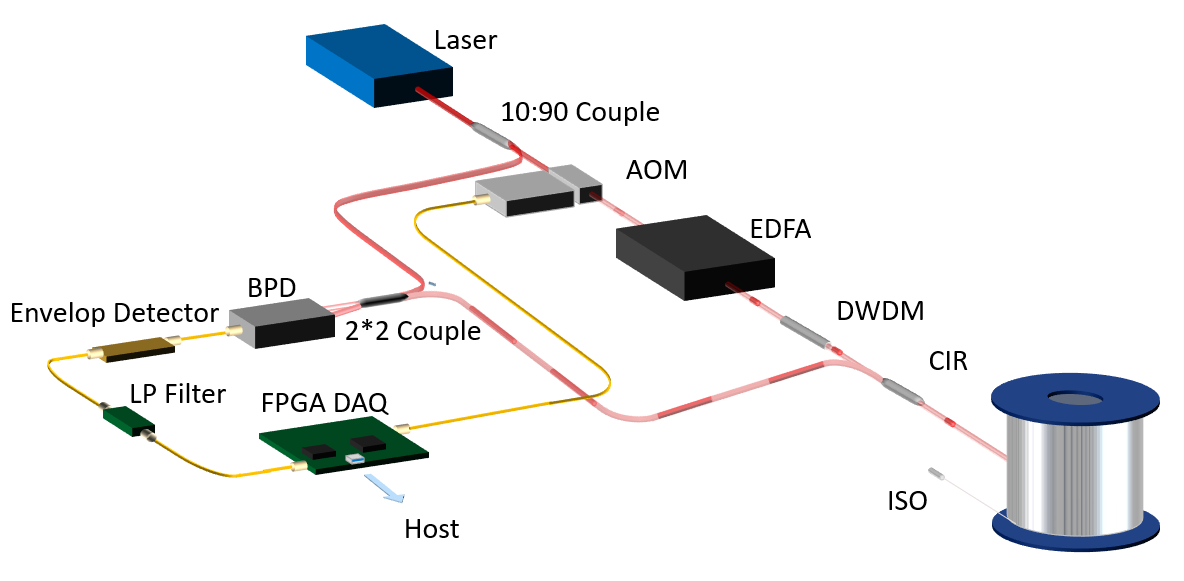 Laser
10:90 Couple
AOM
EDFA
BPD
Envelop Detector
2*2 Couple
DWDM
CIR
LP Filter
FPGA DAQ
ISO
Host